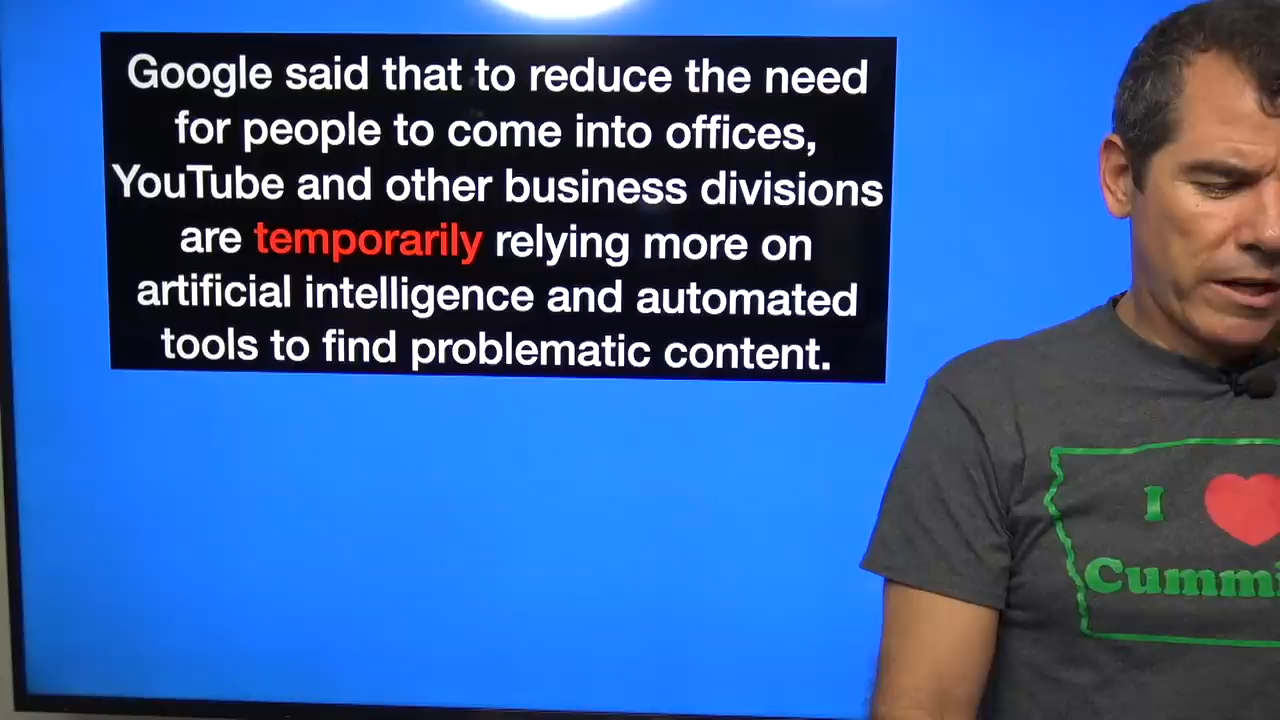 Google said that to reduce the need
for people to come into offices,
YouTube and other business divisions
are temporarily relying more on
artificial intelligence and automated
tools to find problematic content.
I
Cummi